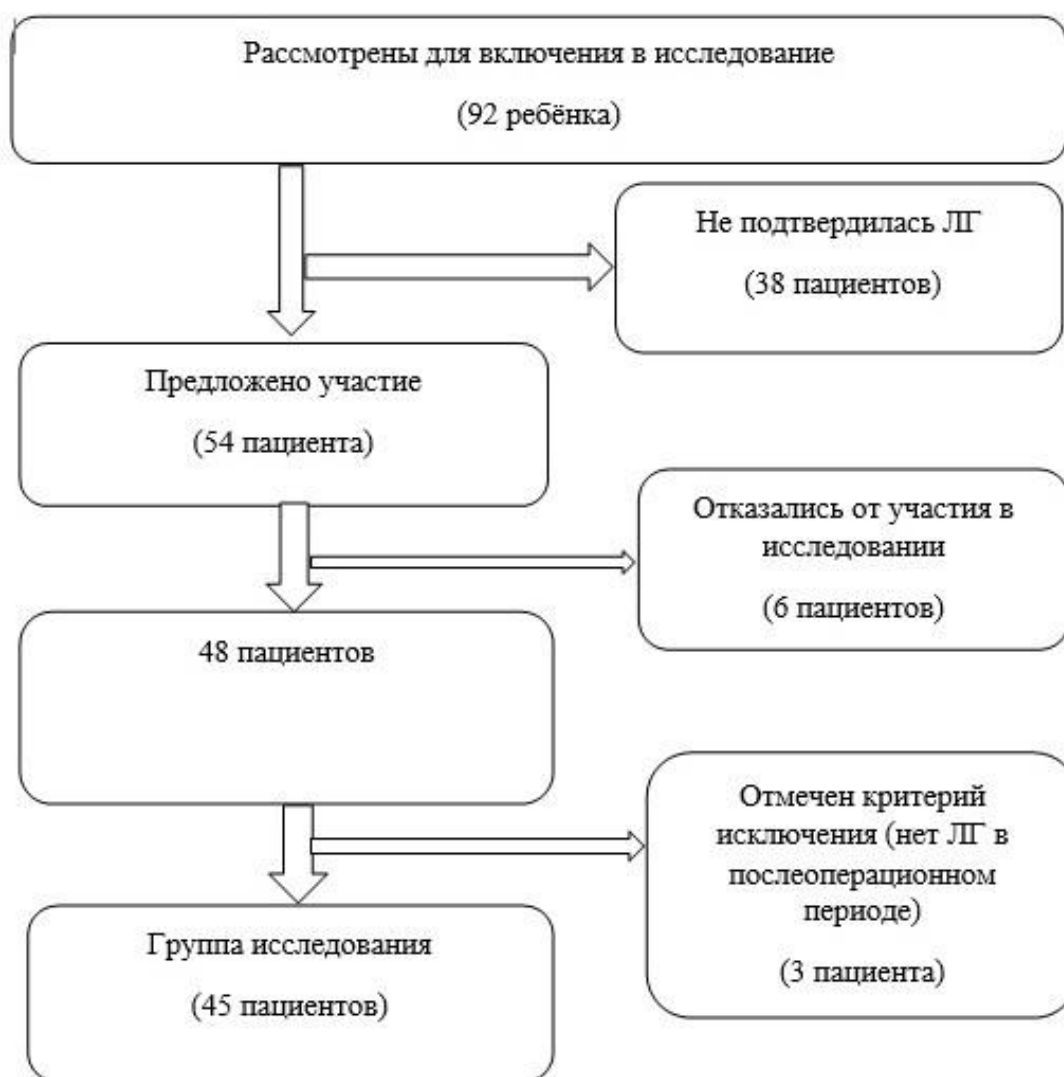 Рассмотрены для включения в исследование
(92 ребёнка)
Не подтвердилась ЛГ
(38 пациентов)
Предложено участие
(54 пациента)
Отказались от участия в
исследовании
(6 пациентов)
48 пациентов
Отмечен критерий
исключения (нет ЛГ в
послеоперационном
периоде)
(3 пациента)
Группа исследования
(45 пациентов)